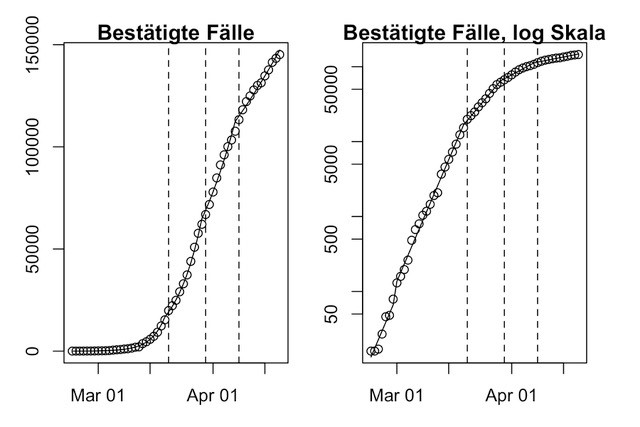 Bestätigte Fälle
150000
100000
50000
0
Mar 01
Apr 01
Bestätigte Fälle, log Skala
50000
5000
500
50
Mar 01
Apr 01